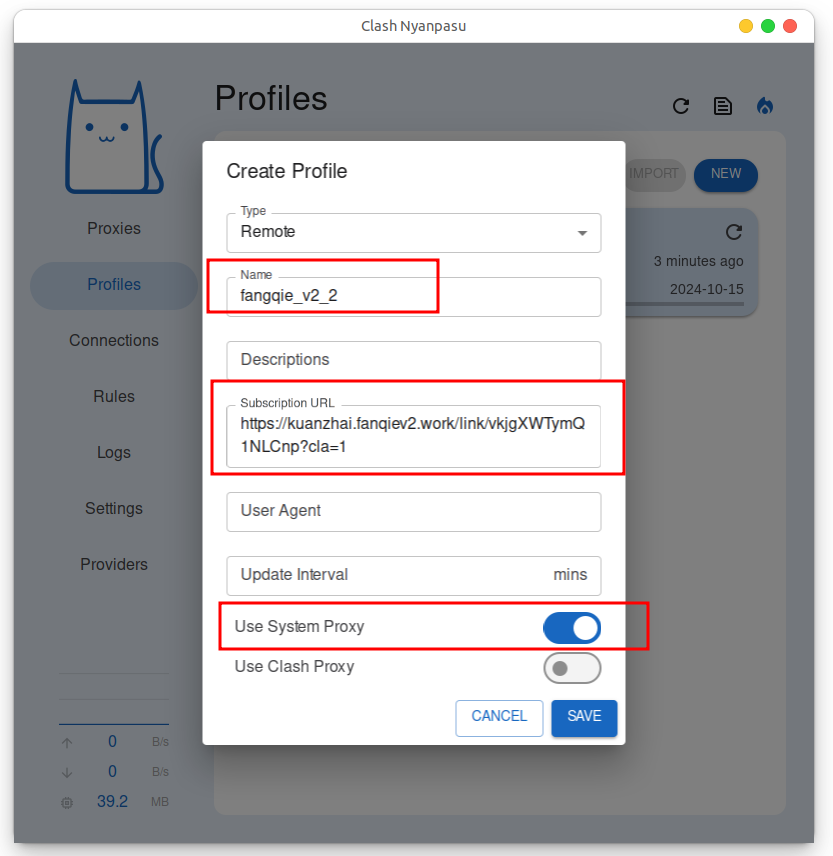 Clash Nyanpasu
Profiles
IMPORT
NEW
3 minutes ago
2024-10-15
Proxies
Profiles
Connections
Rules
Logs
Settings
Providers
0 B/s
0 B/s
39.2 MB
Create Profile
Type
Remote
Name
fangqie_v2_2
Descriptions
Subscription URL
https://kuanzhai.fanqiev2.work/link/vkjgXWTymQ
1NLCnp?cla=1
User Agent
Update Interval mins
Use System Proxy
Use Clash Proxy
CANCEL
SAVE